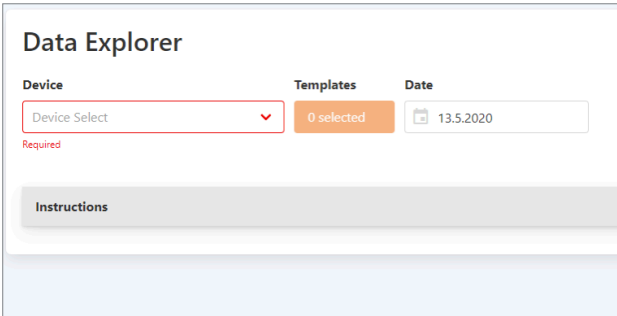 Data Explorer
Device Templates Date
Device Select 0 selected 13.5.2020
Required
Instructions